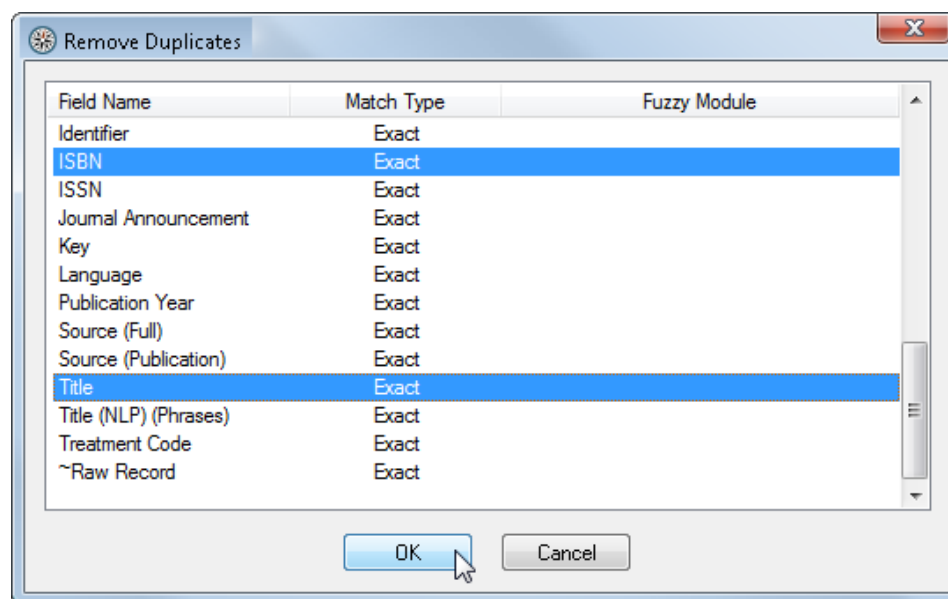 Remove Duplicates
Field Name Match Type Fuzzy Module
Identifier Exact
ISBN Exact
ISSN Exact
Journal Announcement Exact
Key Exact
Language Exact
Publication Year Exact
Source (Full) Exact
Source (Publication) Exact
Title Exact
Title (NLP) (Phrases) Exact
Treatment Code Exact
~Raw Record Exact
OK Cancel